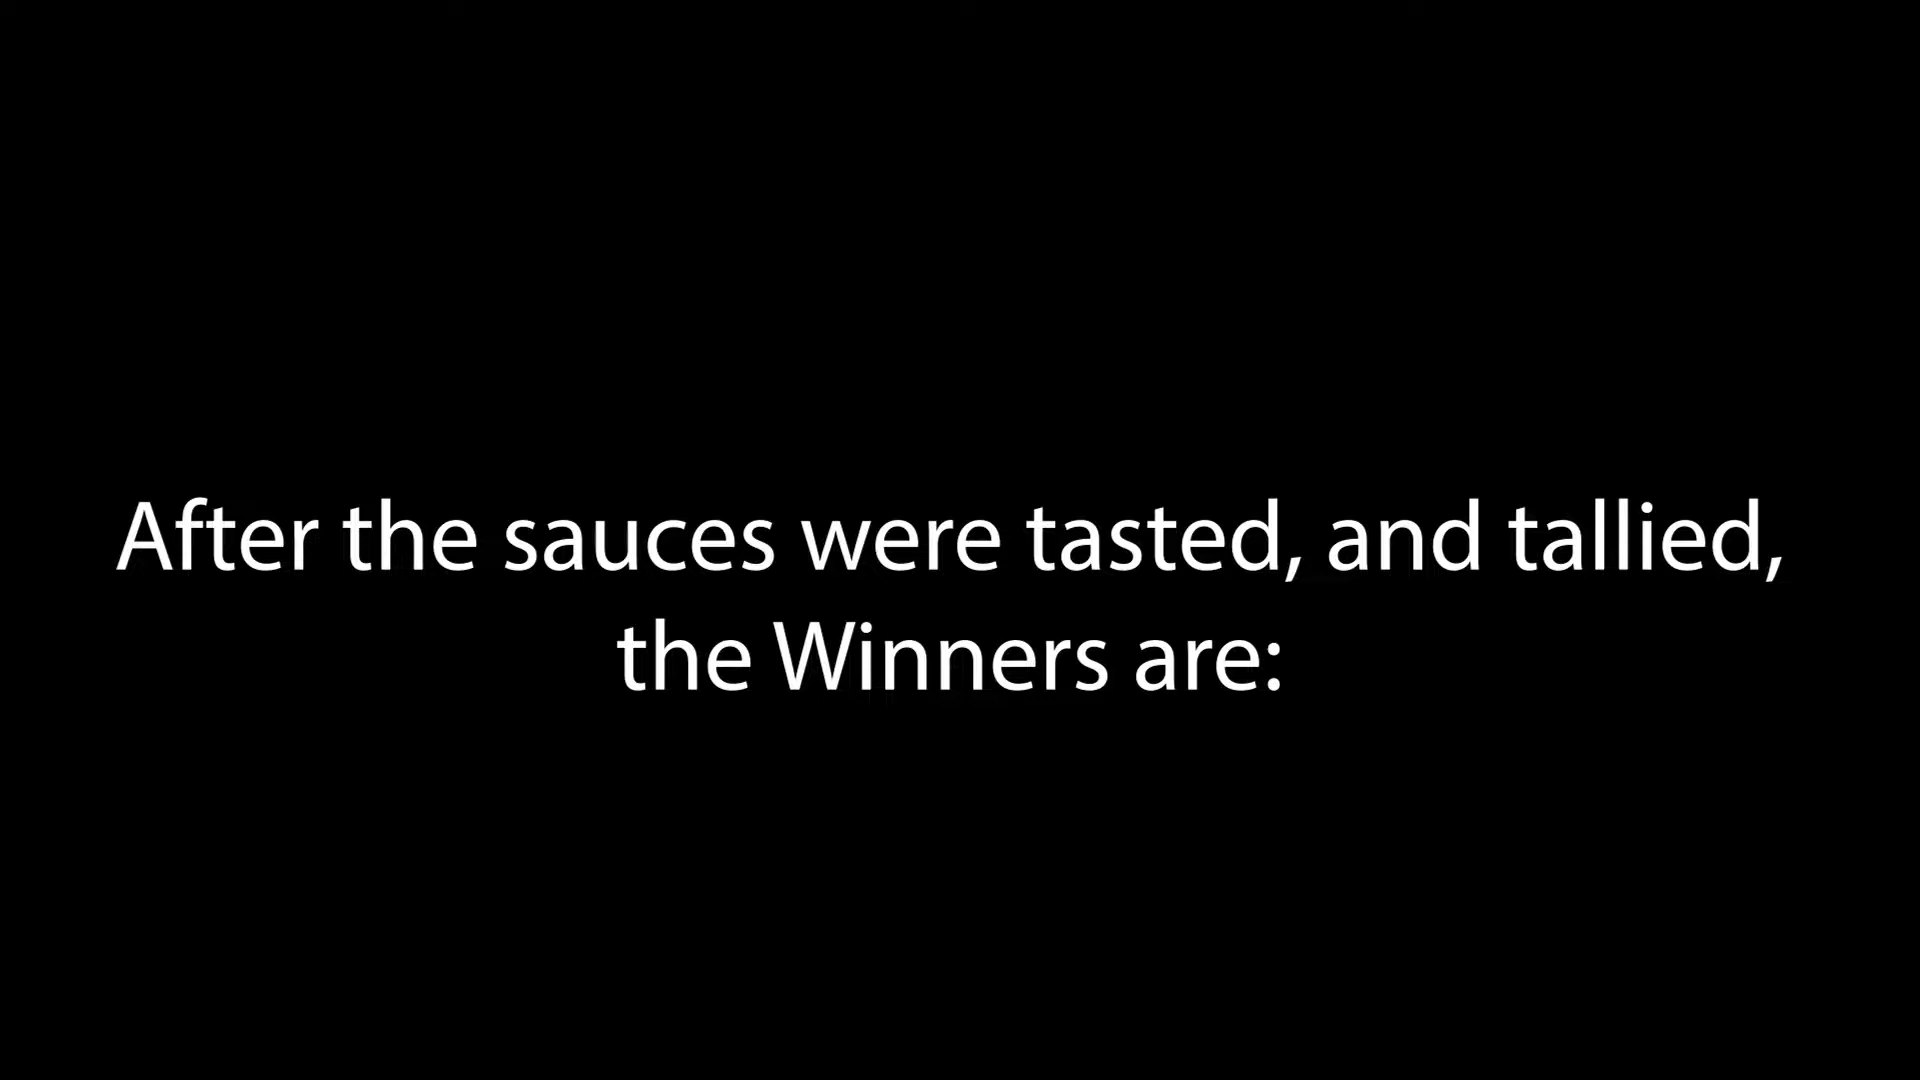 After the sauces were tasted, and tallied,
the Winners are: